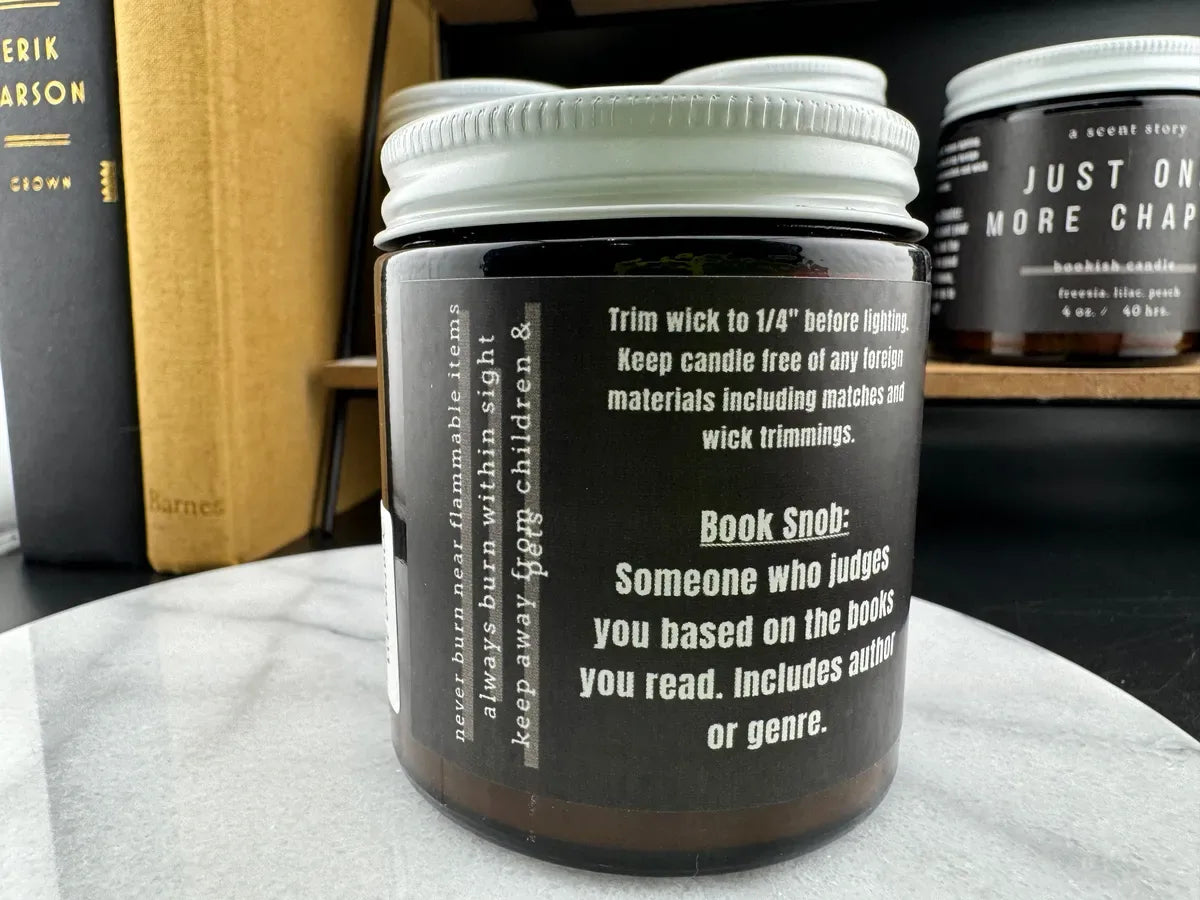 ERIK
ARSON
CROWN
Barnes
never burn near flammable items
always burn within sight
keep away from children &
pets
Trim wick to 1/4" before lighting.
Keep candle free of any foreign
materials including matches and
wick trimmings.
Book Snob:
Someone who judges
you based on the books
you read. Includes author
or genre.
a scent story
JUST ON
MORE CHAP
bookish candle
freesia, lilac, peach
4 oz. / 40 hrs.